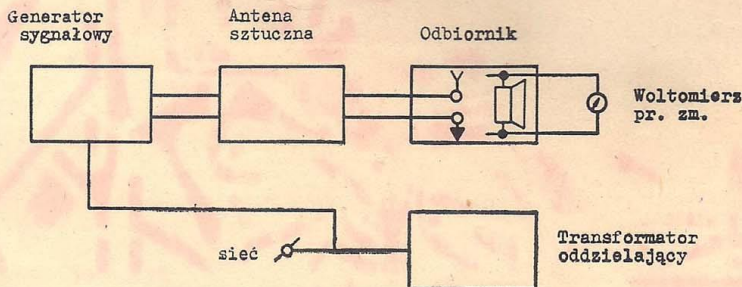 Generator
sygnałowy
Antena
sztuczna
Odbiornik
Woltomierz
pr. zm.
sieć
Transformator
oddzielający